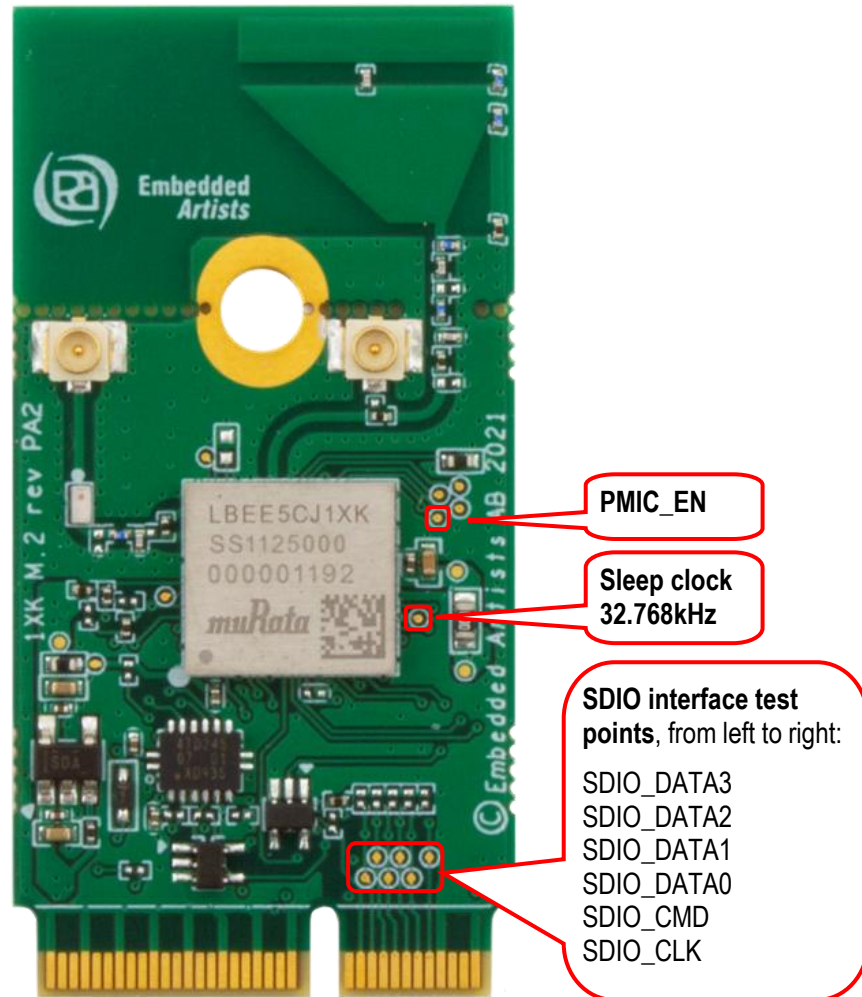 Embedded
Artists
1XK M.2 rev PA2
LBEE5CJ1XK
SS1125000
000001192
muRata
© Embedded Artists AB 2021
PMIC_EN
Sleep clock
32.768kHz
SDIO interface test
points, from left to right:
SDIO_DATA3
SDIO_DATA2
SDIO_DATA1
SDIO_DATA0
SDIO_CMD
SDIO_CLK